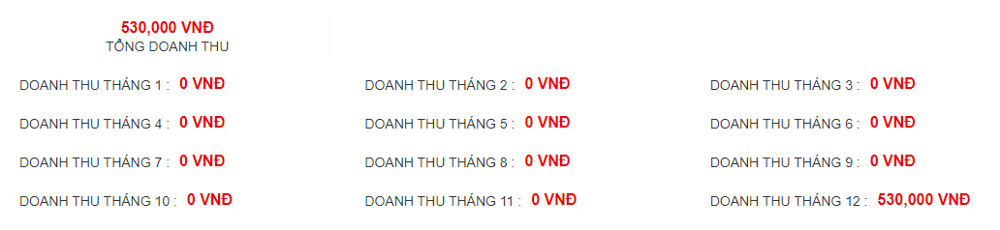 530,000 VNĐ
TỔNG DOANH THU
DOANH THU THÁNG 1 : 0 VNĐ
DOANH THU THÁNG 2 : 0 VNĐ
DOANH THU THÁNG 3 : 0 VNĐ
DOANH THU THÁNG 4 : 0 VNĐ
DOANH THU THÁNG 5 : 0 VNĐ
DOANH THU THÁNG 6 : 0 VNĐ
DOANH THU THÁNG 7 : 0 VNĐ
DOANH THU THÁNG 8 : 0 VNĐ
DOANH THU THÁNG 9 : 0 VNĐ
DOANH THU THÁNG 10 : 0 VNĐ
DOANH THU THÁNG 11 : 0 VNĐ
DOANH THU THÁNG 12 : 530,000 VNĐ